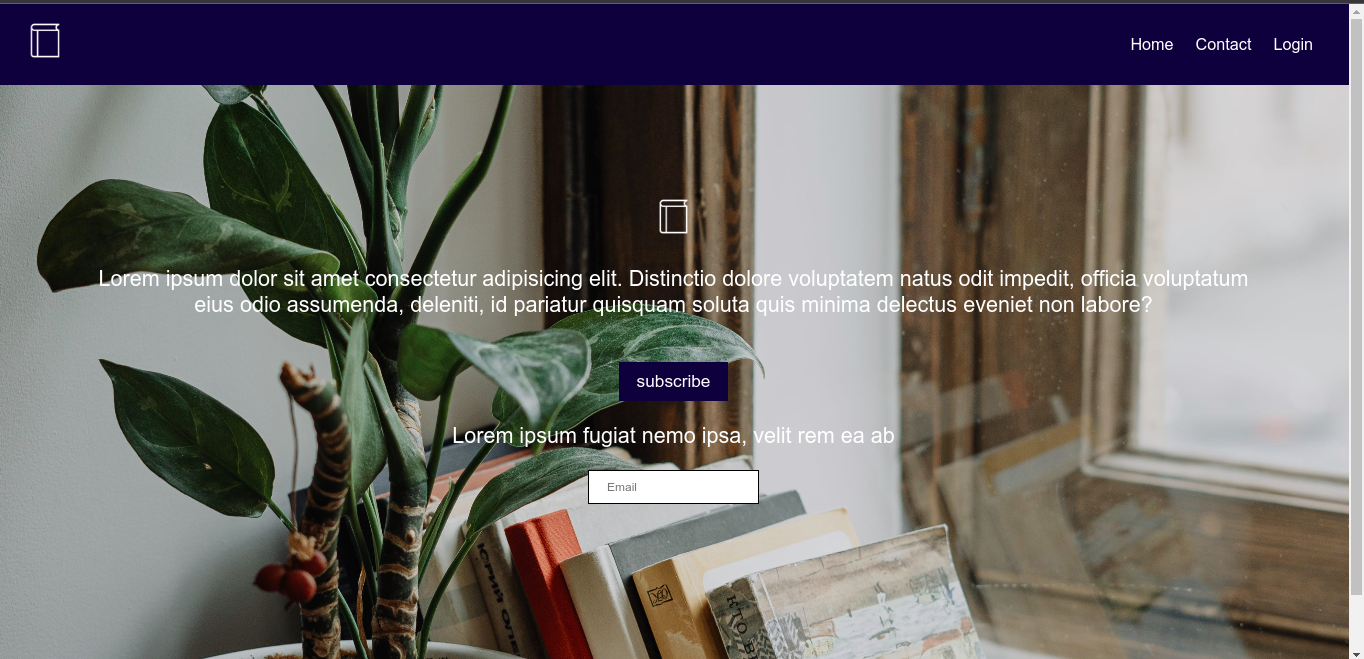 Home Contact Login
Lorem ipsum dolor sit amet consectetur adipisicing elit. Distinctio dolore voluptatem natus odit impedit, officia voluptatum
eius odio assumenda, deleniti, id pariatur quisquam soluta quis minima delectus eveniet non labore?
subscribe
Lorem ipsum fugiat nemo ipsa, velit rem ea ab
Email